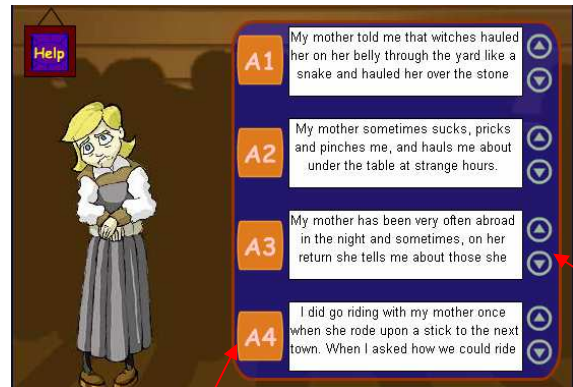 Help
A1
My mother told me that witches hauled
her on her belly through the yard like a
snake and hauled her over the stone
A2
My mother sometimes sucks, pricks
and pinches me, and hauls me about
under the table at strange hours.
A3
My mother has been very often abroad
in the night and sometimes, on her
return she tells me about those she
A4
I did go riding with my mother once
when she rode upon a stick to the next
town. When I asked how we could ride